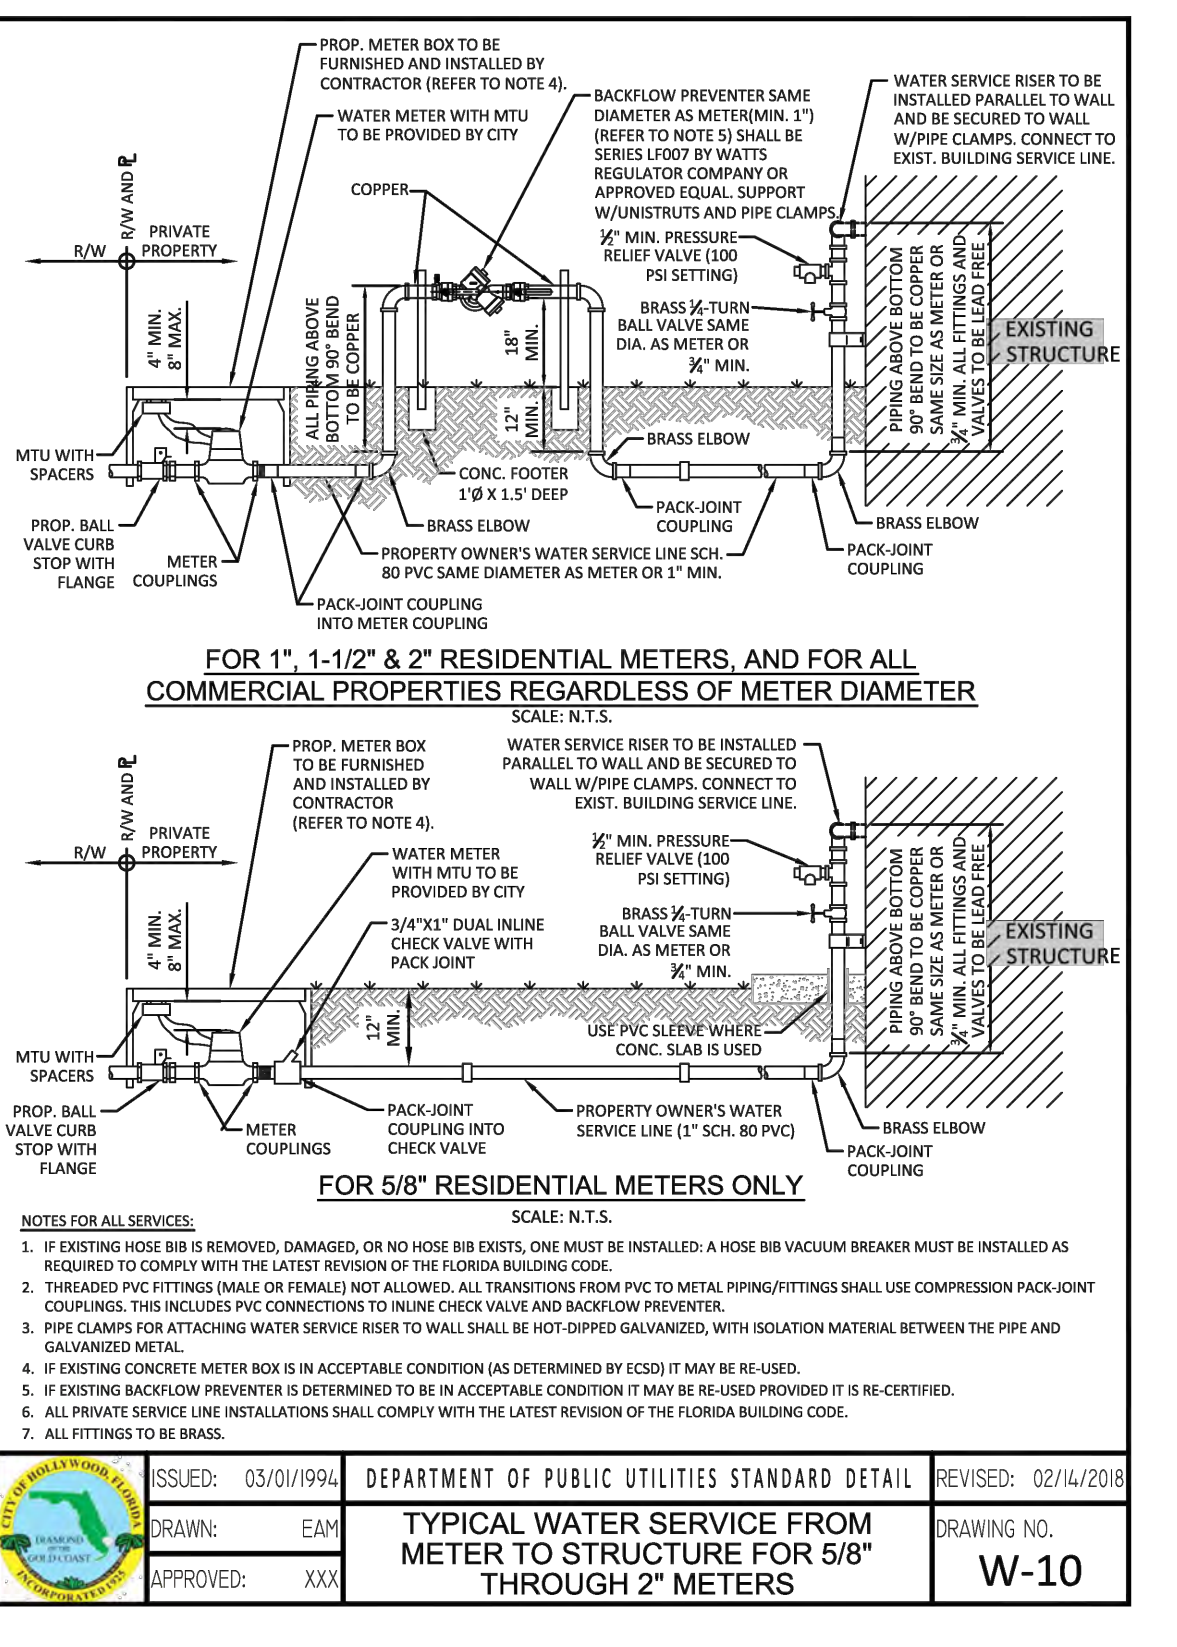 PROP. METER BOX TO BE
FURNISHED AND INSTALLED BY
CONTRACTOR (REFER TO NOTE 4).
WATER METER WITH MTU
TO BE PROVIDED BY CITY
BACKFLOW PREVENTER SAME
DIAMETER AS METER(MIN. 1")
(REFER TO NOTE 5) SHALL BE
SERIES LF007 BY WATTS
REGULATOR COMPANY OR
APPROVED EQUAL. SUPPORT
W/UNISTRUTS AND PIPE CLAMPS.
WATER SERVICE RISER TO BE
INSTALLED PARALLEL TO WALL
AND BE SECURED TO WALL
W/PIPE CLAMPS. CONNECT TO
EXIST. BUILDING SERVICE LINE.
COPPER
R/W AND PL
R/W
PRIVATE
PROPERTY
4" MIN.
8" MAX.
½" MIN. PRESSURE
RELIEF VALVE (100
PSI SETTING)
BRASS ¼-TURN
BALL VALVE SAME
DIA. AS METER OR
¾" MIN.
ALL PIPING ABOVE
BOTTOM 90° BEND
TO BE COPPER
18"
MIN.
12"
MIN.
PIPING ABOVE BOTTOM
90° BEND TO BE COPPER
SAME SIZE AS METER OR
¾" MIN. ALL FITTINGS AND
VALVES TO BE LEAD FREE
EXISTING
STRUCTURE
MTU WITH
SPACERS
PROP. BALL
VALVE CURB
STOP WITH
FLANGE
METER
COUPLINGS
CONC. FOOTER
1'Ø X 1.5' DEEP
BRASS ELBOW
BRASS ELBOW
PACK-JOINT
COUPLING
BRASS ELBOW
PACK-JOINT
COUPLING
PROPERTY OWNER'S WATER SERVICE LINE SCH.
80 PVC SAME DIAMETER AS METER OR 1" MIN.
PACK-JOINT COUPLING
INTO METER COUPLING
FOR 1", 1-1/2" & 2" RESIDENTIAL METERS, AND FOR ALL
COMMERCIAL PROPERTIES REGARDLESS OF METER DIAMETER
SCALE: N.T.S.
PROP. METER BOX
TO BE FURNISHED
AND INSTALLED BY
CONTRACTOR
(REFER TO NOTE 4).
WATER SERVICE RISER TO BE INSTALLED
PARALLEL TO WALL AND BE SECURED TO
WALL W/PIPE CLAMPS. CONNECT TO
EXIST. BUILDING SERVICE LINE.
R/W AND PL
R/W
PRIVATE
PROPERTY
4" MIN.
8" MAX.
WATER METER
WITH MTU TO BE
PROVIDED BY CITY
3/4"X1" DUAL INLINE
CHECK VALVE WITH
PACK JOINT
½" MIN. PRESSURE
RELIEF VALVE (100
PSI SETTING)
BRASS ¼-TURN
BALL VALVE SAME
DIA. AS METER OR
¾" MIN.
12"
MIN.
USE PVC SLEEVE WHERE
CONC. SLAB IS USED
PIPING ABOVE BOTTOM
90° BEND TO BE COPPER
SAME SIZE AS METER OR
¾" MIN. ALL FITTINGS AND
VALVES TO BE LEAD FREE
EXISTING
STRUCTURE
MTU WITH
SPACERS
PROP. BALL
VALVE CURB
STOP WITH
FLANGE
METER
COUPLINGS
PACK-JOINT
COUPLING INTO
CHECK VALVE
PROPERTY OWNER'S WATER
SERVICE LINE (1" SCH. 80 PVC)
BRASS ELBOW
PACK-JOINT
COUPLING
FOR 5/8" RESIDENTIAL METERS ONLY
SCALE: N.T.S.
NOTES FOR ALL SERVICES:
1. IF EXISTING HOSE BIB IS REMOVED, DAMAGED, OR NO HOSE BIB EXISTS, ONE MUST BE INSTALLED: A HOSE BIB VACUUM BREAKER MUST BE INSTALLED AS
REQUIRED TO COMPLY WITH THE LATEST REVISION OF THE FLORIDA BUILDING CODE.
2. THREADED PVC FITTINGS (MALE OR FEMALE) NOT ALLOWED. ALL TRANSITIONS FROM PVC TO METAL PIPING/FITTINGS SHALL USE COMPRESSION PACK-JOINT
COUPLINGS. THIS INCLUDES PVC CONNECTIONS TO INLINE CHECK VALVE AND BACKFLOW PREVENTER.
3. PIPE CLAMPS FOR ATTACHING WATER SERVICE RISER TO WALL SHALL BE HOT-DIPPED GALVANIZED, WITH ISOLATION MATERIAL BETWEEN THE PIPE AND
GALVANIZED METAL.
4. IF EXISTING CONCRETE METER BOX IS IN ACCEPTABLE CONDITION (AS DETERMINED BY ECSD) IT MAY BE RE-USED.
5. IF EXISTING BACKFLOW PREVENTER IS DETERMINED TO BE IN ACCEPTABLE CONDITION IT MAY BE RE-USED PROVIDED IT IS RE-CERTIFIED.
6. ALL PRIVATE SERVICE LINE INSTALLATIONS SHALL COMPLY WITH THE LATEST REVISION OF THE FLORIDA BUILDING CODE.
7. ALL FITTINGS TO BE BRASS.
CITY OF HOLLYWOOD, FLORIDA
DIAMOND
OF THE
GOLD COAST
INCORPORATED 1925
ISSUED: 03/01/1994
DRAWN: EAM
APPROVED: XXX
DEPARTMENT OF PUBLIC UTILITIES STANDARD DETAIL
TYPICAL WATER SERVICE FROM
METER TO STRUCTURE FOR 5/8"
THROUGH 2" METERS
REVISED: 02/14/2018
DRAWING NO.
W-10